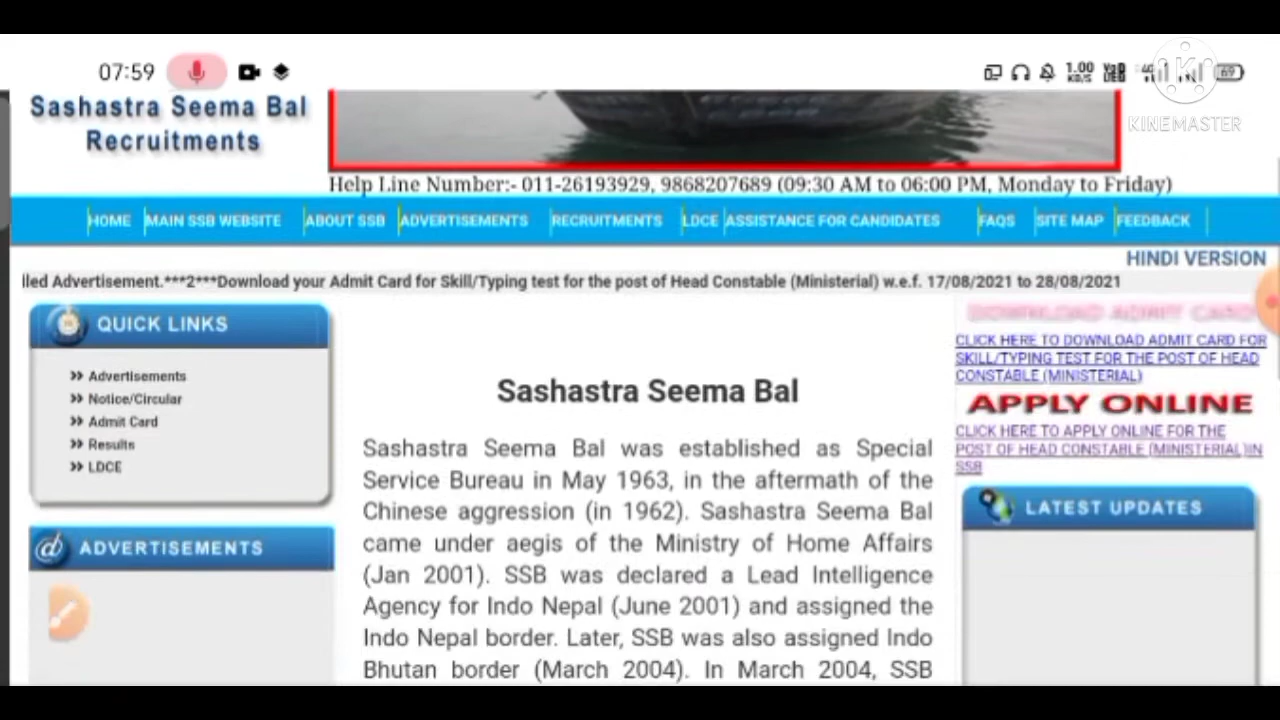 07:59
1.00
KB/S
4G
69
KINEMASTER
Sashastra Seema Bal
Recruitments
Help Line Number:- 011-26193929, 9868207689 (09:30 AM to 06:00 PM, Monday to Friday)
HOME MAIN SSB WEBSITE ABOUT SSB ADVERTISEMENTS RECRUITMENTS LDCE ASSISTANCE FOR CANDIDATES FAQS SITE MAP FEEDBACK
HINDI VERSION
lled Advertisement.***2***Download your Admit Card for Skill/Typing test for the post of Head Constable (Ministerial) w.e.f. 17/08/2021 to 28/08/2021
QUICK LINKS
Advertisements
Notice/Circular
Admit Card
Results
LDCE
ADVERTISEMENTS
Sashastra Seema Bal
Sashastra Seema Bal was established as Special
Service Bureau in May 1963, in the aftermath of the
Chinese aggression (in 1962). Sashastra Seema Bal
came under aegis of the Ministry of Home Affairs
(Jan 2001). SSB was declared a Lead Intelligence
Agency for Indo Nepal (June 2001) and assigned the
Indo Nepal border. Later, SSB was also assigned Indo
Bhutan border (March 2004). In March 2004, SSB
DOWNLOAD ADMIT CARD
CLICK HERE TO DOWNLOAD ADMIT CARD FOR
SKILL/TYPING TEST FOR THE POST OF HEAD
CONSTABLE (MINISTERIAL)
APPLY ONLINE
CLICK HERE TO APPLY ONLINE FOR THE
POST OF HEAD CONSTABLE (MINISTERIAL)IN
SSB
LATEST UPDATES